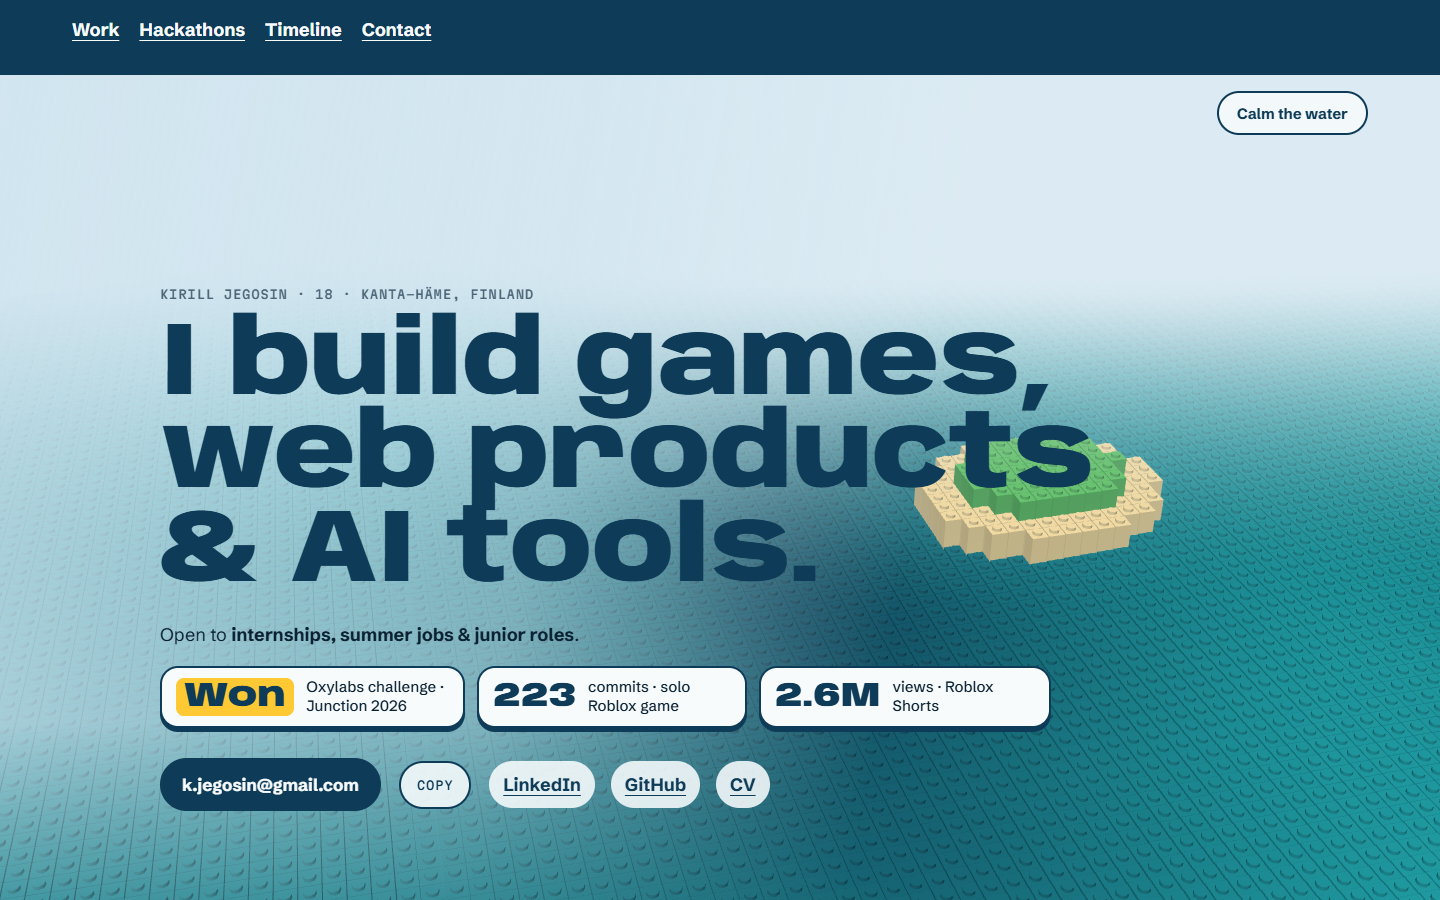 Work Hackathons Timeline Contact
Calm the water
KIRILL JEGOSIN · 18 · KANTA-HÄME, FINLAND
I build games,
web products
& AI tools.
Open to internships, summer jobs & junior roles.
Won
Oxylabs challenge ·
Junction 2026
223
commits · solo
Roblox game
2.6M
views · Roblox
Shorts
k.jegosin@gmail.com COPY LinkedIn GitHub CV